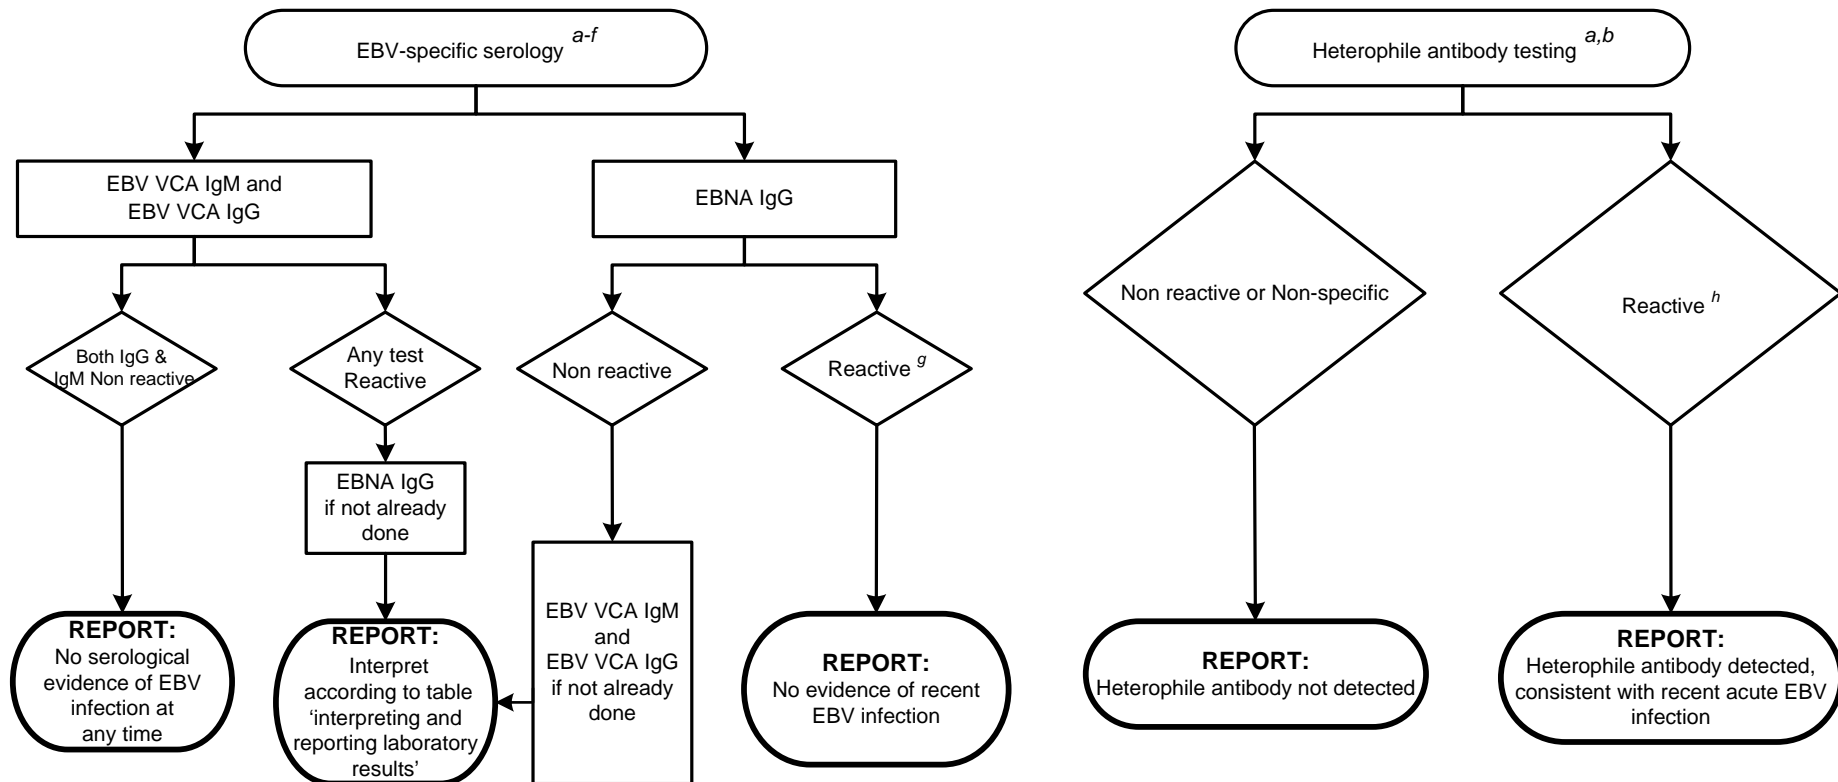 EBV-specific serology a-f
Heterophile antibody testing a,b
EBV VCA IgM and
EBV VCA IgG
EBNA IgG
Both IgG &
IgM Non reactive
Any test
Reactive
Non reactive
Reactive g
Non reactive or Non-specific
Reactive h
EBNA IgG
if not already
done
EBV VCA IgM
and
EBV VCA IgG
if not already
done
REPORT:
No serological
evidence of EBV
infection at
any time
REPORT:
Interpret
according to table
‘interpreting and
reporting laboratory
results’
REPORT:
No evidence of recent
EBV infection
REPORT:
Heterophile antibody not detected
REPORT:
Heterophile antibody detected,
consistent with recent acute EBV
infection